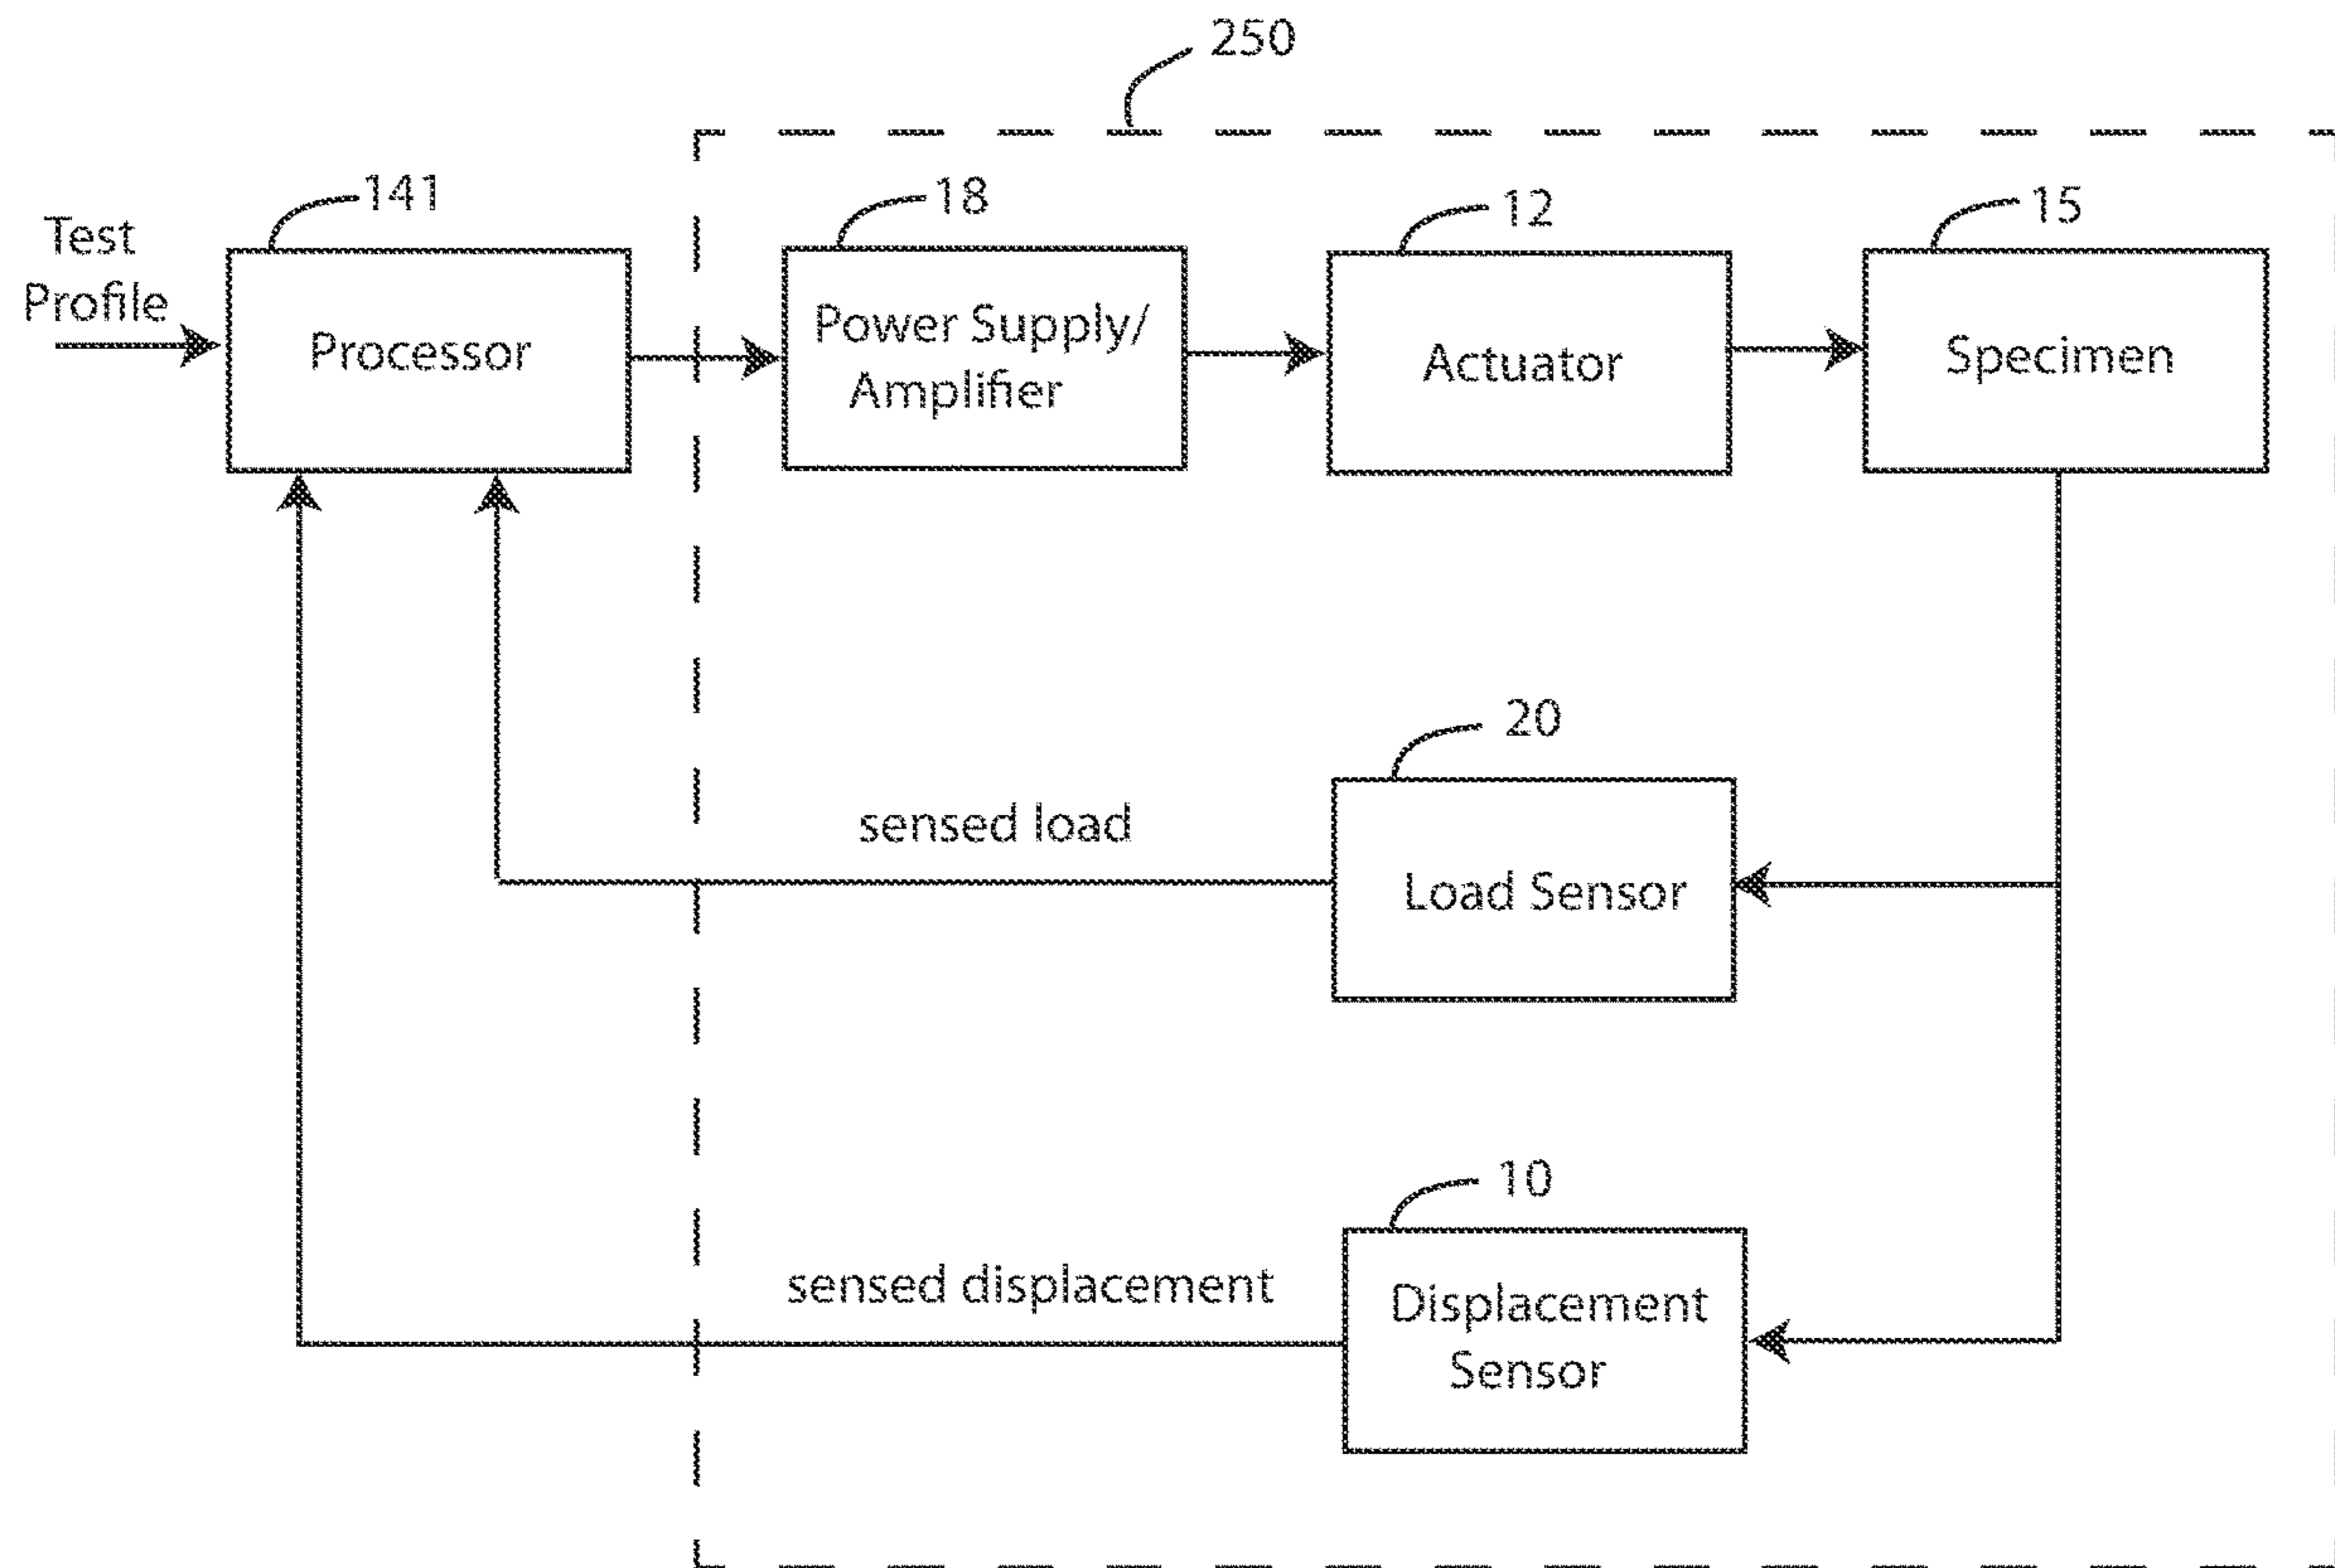 250
141
18
12
15
Test
Profile
Processor
Power Supply/
Amplifier
Actuator
Specimen
20
sensed load
Load Sensor
10
sensed displacement
Displacement
Sensor